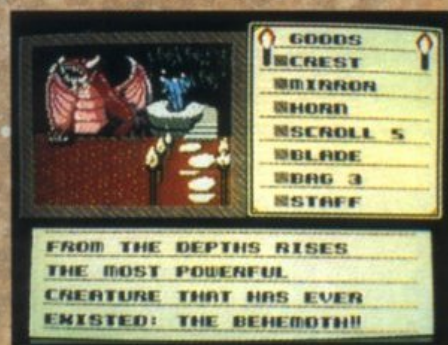 GOODS
CREST
MIRROR
HORN
SCROLL 5
BLADE
BAG 3
STAFF
FROM THE DEPTHS RISES
THE MOST POWERFUL
CREATURE THAT HAS EVER
EXISTED: THE BEHEMOTH!!